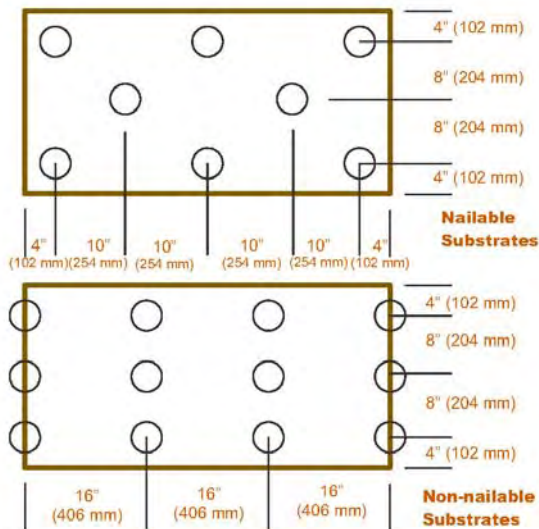 4" (102 mm)
8" (204 mm)
8" (204 mm)
4" (102 mm)
Nailable
Substrates
4" 10" 10" 10" 10" 4"
(102 mm) (254 mm) (254 mm) (254 mm) (102 mm)
4" (102 mm)
8" (204 mm)
8" (204 mm)
4" (102 mm)
16" 16" 16"
(406 mm) (406 mm) (406 mm)
Non-nailable
Substrates